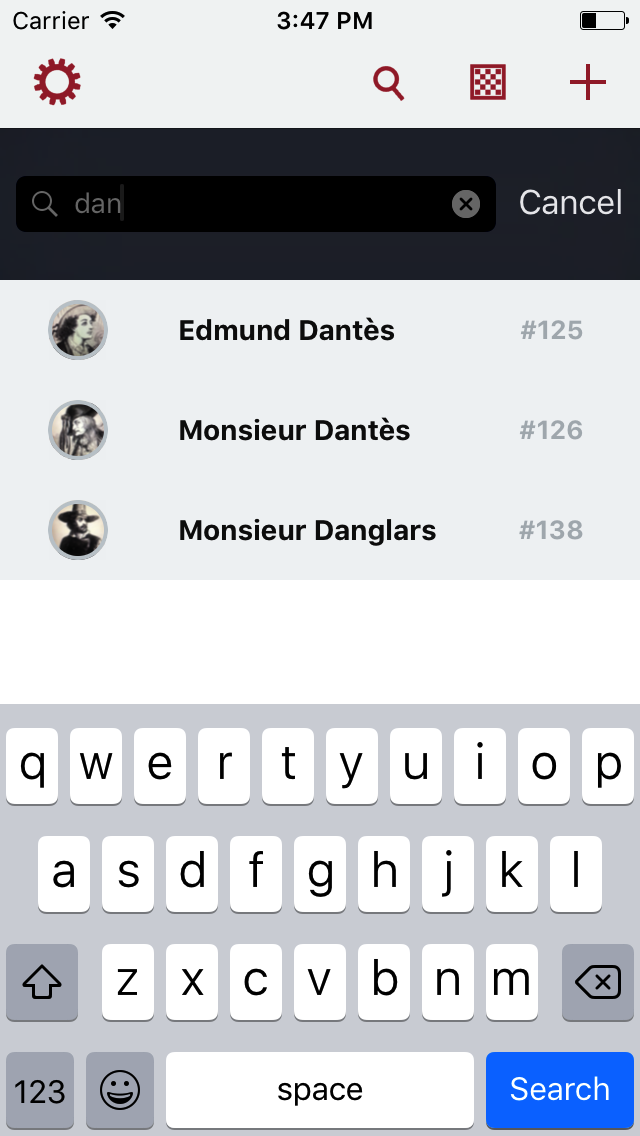 Carrier 3:47 PM
dan Cancel
Edmund Dantès #125
Monsieur Dantès #126
Monsieur Danglars #138
q w e r t y u i o p
a s d f g h j k l
z x c v b n m
123 space Search